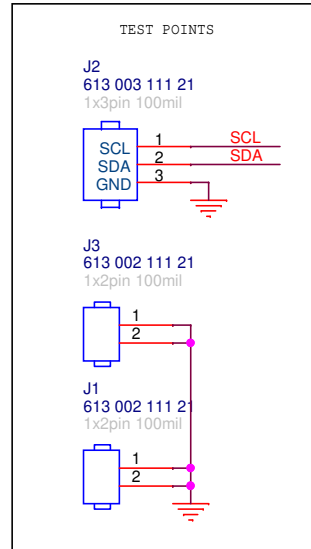 TEST POINTS
J2
613 003 111 21
1x3pin 100mil
SCL 1 SCL
SDA 2 SDA
GND 3
J3
613 002 111 21
1x2pin 100mil
1
2
J1
613 002 111 21
1x2pin 100mil
1
2